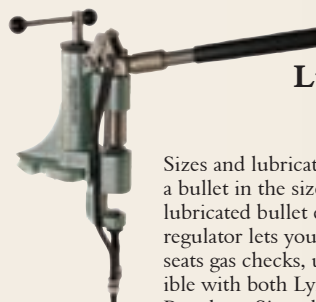 L
Sizes and lubricat
a bullet in the siz
lubricated bullet
regulator lets you
seats gas checks, u
ible with both Ly